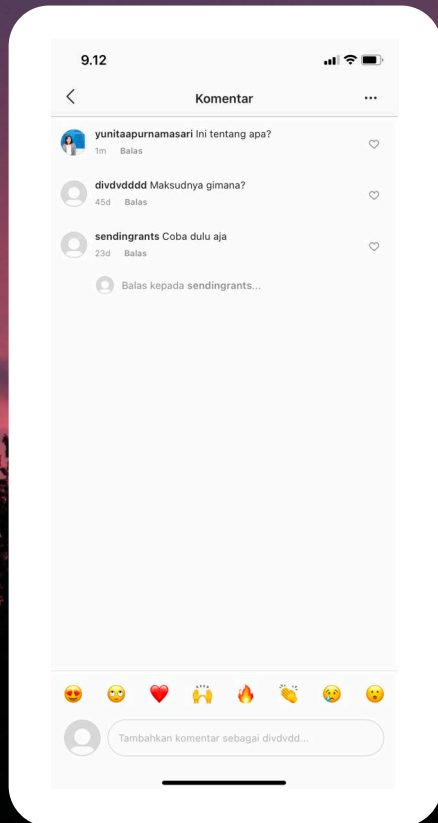 9.12
Komentar
yunitaapurnamasari Ini tentang apa?
1m Balas
divdvdddd Maksudnya gimana?
45d Balas
sendingrants Coba dulu aja
23d Balas
Balas kepada sendingrants...
Tambahkan komentar sebagai divdvdd...